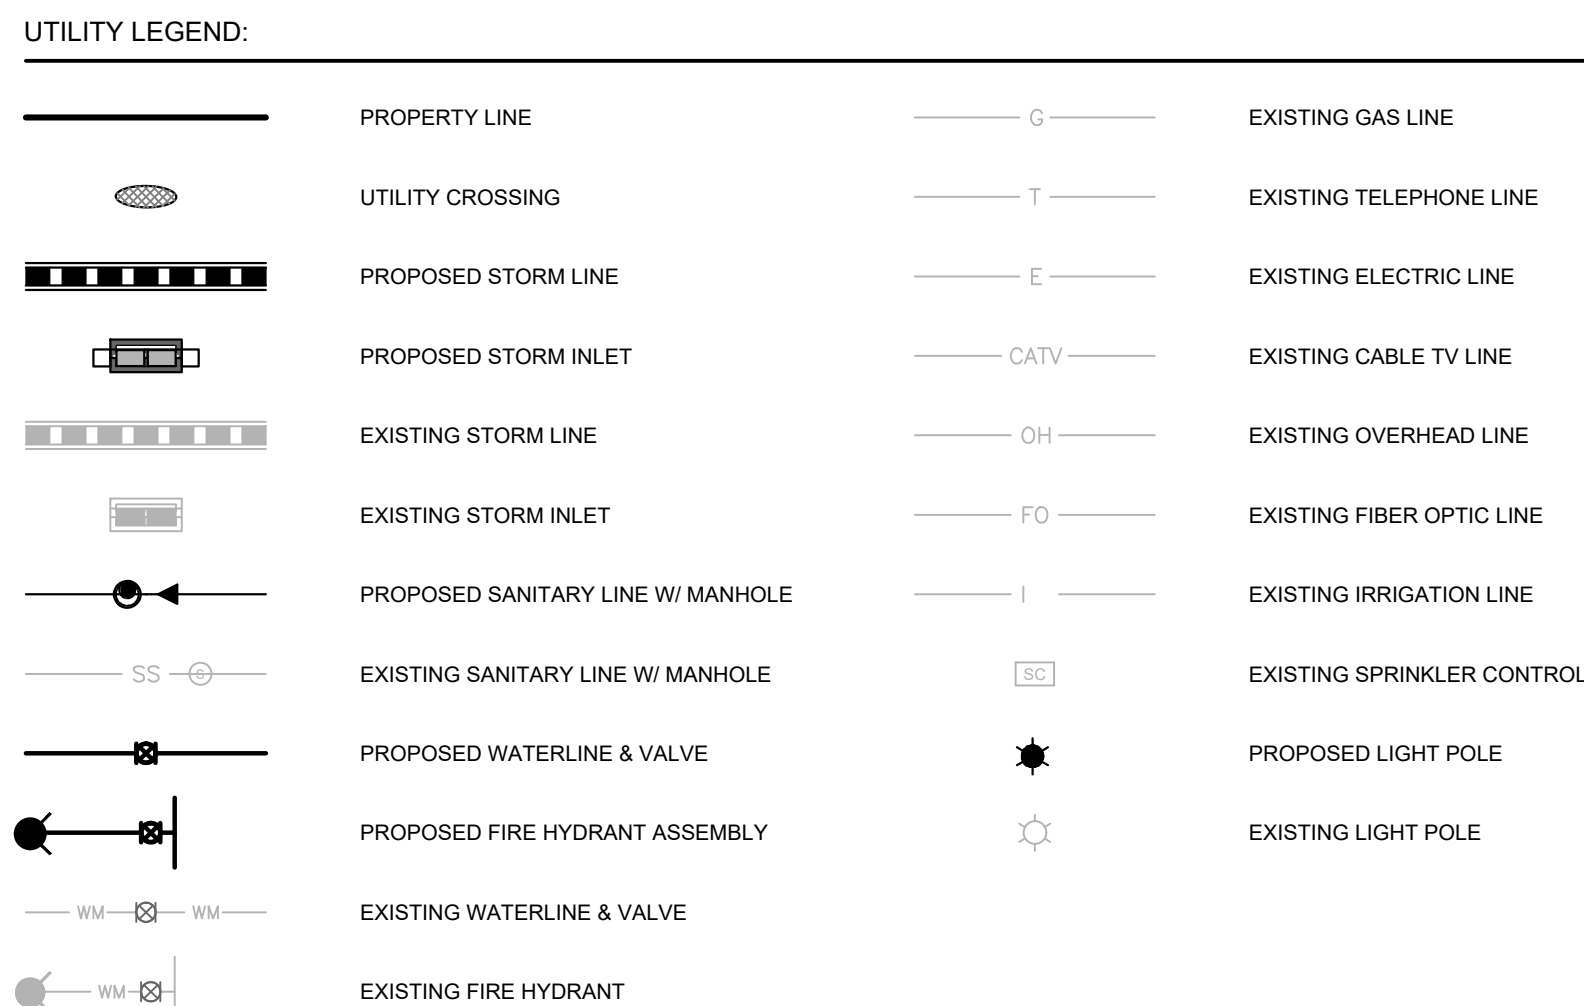 UTILITY LEGEND:
PROPERTY LINE
UTILITY CROSSING
PROPOSED STORM LINE
PROPOSED STORM INLET
EXISTING STORM LINE
EXISTING STORM INLET
PROPOSED SANITARY LINE W/ MANHOLE
SS S EXISTING SANITARY LINE W/ MANHOLE
PROPOSED WATERLINE & VALVE
PROPOSED FIRE HYDRANT ASSEMBLY
WM WM EXISTING WATERLINE & VALVE
WM EXISTING FIRE HYDRANT
G EXISTING GAS LINE
T EXISTING TELEPHONE LINE
E EXISTING ELECTRIC LINE
CATV EXISTING CABLE TV LINE
OH EXISTING OVERHEAD LINE
FO EXISTING FIBER OPTIC LINE
I EXISTING IRRIGATION LINE
SC EXISTING SPRINKLER CONTROL
PROPOSED LIGHT POLE
EXISTING LIGHT POLE